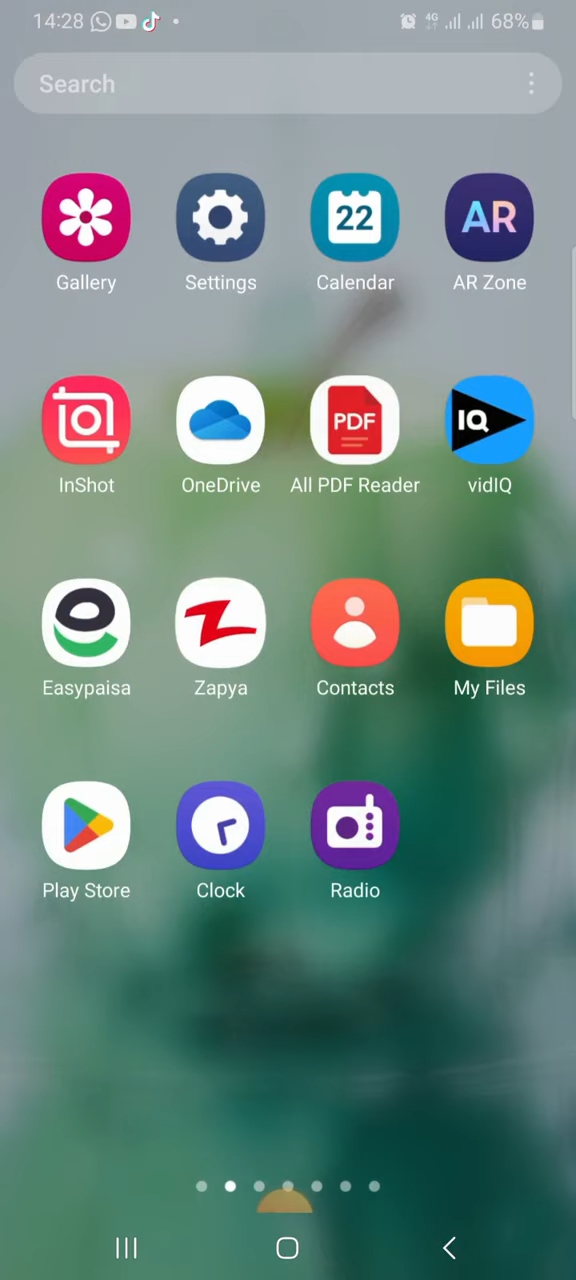 14:28 4G 68%
Search
22 AR
Gallery Settings Calendar AR Zone
PDF IQ
InShot OneDrive All PDF Reader vidIQ
Easypaisa Zapya Contacts My Files
Play Store Clock Radio